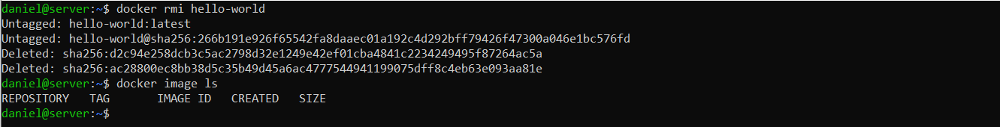 daniel@server:~$ docker rmi hello-world
Untagged: hello-world:latest
Untagged: hello-world@sha256:266b191e926f65542fa8daaec01a192c4d292bff79426f47300a046e1bc576fd
Deleted: sha256:d2c94e258dcb3c5ac2798d32e1249e42ef01cba4841c2234249495f87264ac5a
Deleted: sha256:ac28800ec8bb38d5c35b49d45a6ac4777544941199075dff8c4eb63e093aa81e
daniel@server:~$ docker image ls
REPOSITORY   TAG       IMAGE ID   CREATED   SIZE
daniel@server:~$